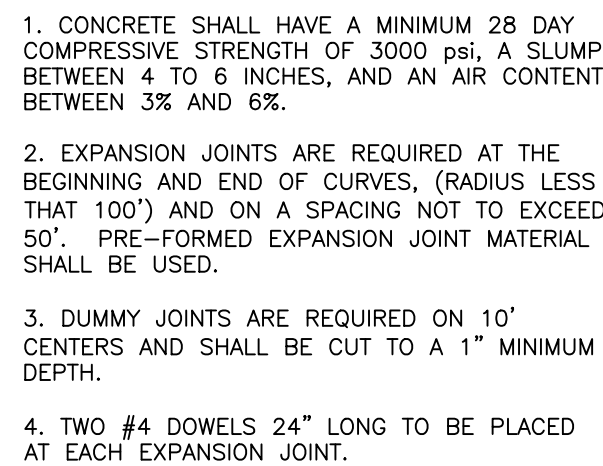 1. CONCRETE SHALL HAVE A MINIMUM 28 DAY
COMPRESSIVE STRENGTH OF 3000 psi, A SLUMP
BETWEEN 4 TO 6 INCHES, AND AN AIR CONTENT
BETWEEN 3% AND 6%.
2. EXPANSION JOINTS ARE REQUIRED AT THE
BEGINNING AND END OF CURVES, (RADIUS LESS
THAT 100') AND ON A SPACING NOT TO EXCEED
50'. PRE-FORMED EXPANSION JOINT MATERIAL
SHALL BE USED.
3. DUMMY JOINTS ARE REQUIRED ON 10'
CENTERS AND SHALL BE CUT TO A 1" MINIMUM
DEPTH.
4. TWO #4 DOWELS 24" LONG TO BE PLACED
AT EACH EXPANSION JOINT.